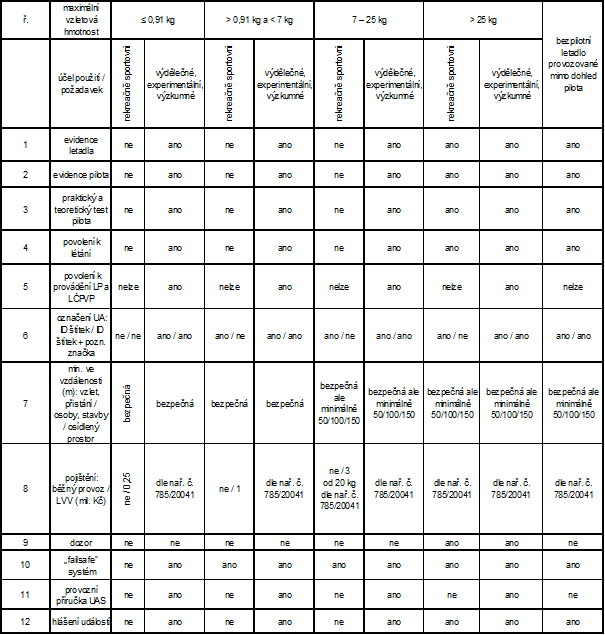 ř. maximální vzletová hmotnost ≤ 0,91 kg > 0,91 kg a < 7 kg 7 – 25 kg > 25 kg bezpilotní letadlo provozované mimo dohled pilota
účel použití / požadavek rekreačně sportovní výdělečné, experimentální, výzkumné rekreačně sportovní výdělečné, experimentální, výzkumné rekreačně sportovní výdělečné, experimentální, výzkumné rekreačně sportovní výdělečné, experimentální, výzkumné
1 evidence letadla ne ano ne ano ne ano ano ano ano
2 evidence pilota ne ano ne ano ne ano ano ano ano
3 praktický a teoretický test pilota ne ano ne ano ne ano ano ano ano
4 povolení k létání ne ano ne ano ne ano ano ano ano
5 povolení k provádění LP a LČPVP nelze ano nelze ano nelze ano nelze ano nelze
6 označení UA: ID štítek / ID štítek + pozn. značka ne / ne ano / ano ano / ne ano / ano ano / ne ano / ano ano / ne ano / ano ano / ano
7 min. ve vzdálenosti (m): vzlet, přistání / osoby, stavby / osídlený prostor bezpečná bezpečná bezpečná bezpečná bezpečná ale minimálně 50/100/150 bezpečná ale minimálně 50/100/150 bezpečná ale minimálně 50/100/150 bezpečná ale minimálně 50/100/150 bezpečná ale minimálně 50/100/150
8 pojištění: běžný provoz / LVV (mil. Kč) ne / 0,25 dle nař. č. 785/20041 ne / 1 dle nař. č. 785/20041 ne / 3 od 20 kg dle nař. č. 785/20041 dle nař. č. 785/20041 dle nař. č. 785/20041 dle nař. č. 785/20041 dle nař. č. 785/20041
9 dozor ne ne ne ne ne ne ano ano ne
10 „failsafe“ systém ne ano ano ano ano ano ano ano ano
11 provozní příručka UAS ne ano ne ano ne ano ne ano ne
12 hlášení událostí ne ano ne ano ne ano ano ano ano